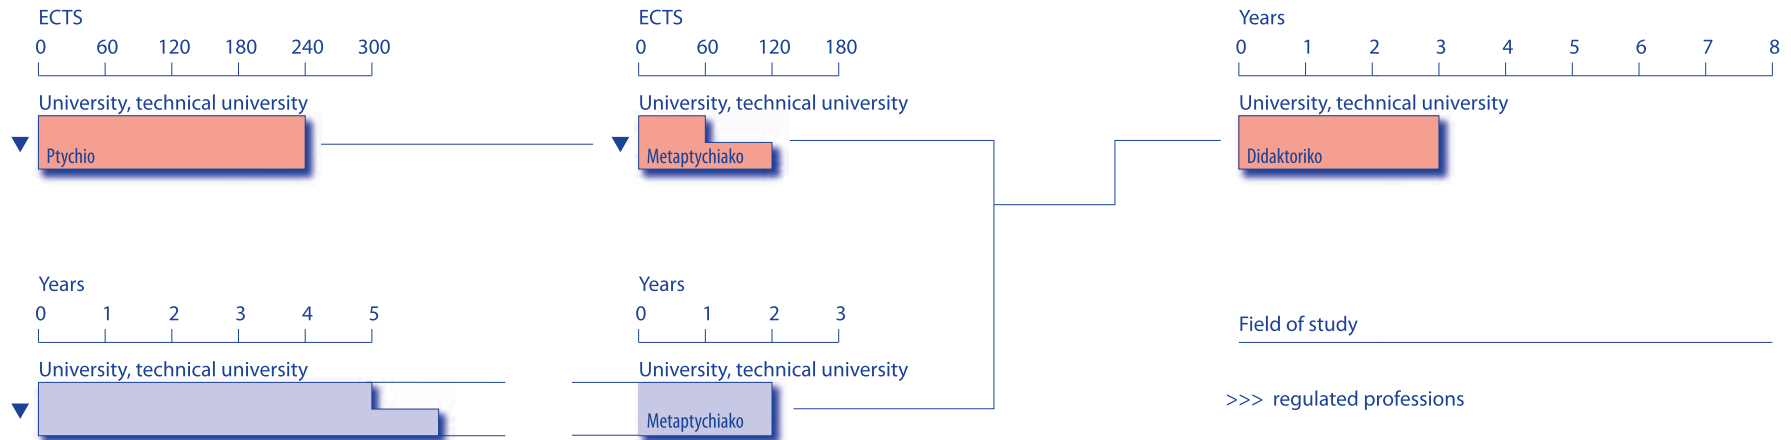 ECTS
0 60 120 180 240 300
University, technical university
Ptychio
ECTS
0 60 120 180
University, technical university
Metaptychiako
Years
0 1 2 3 4 5 6 7 8
University, technical university
Didaktoriko
Years
0 1 2 3 4 5
University, technical university
Years
0 1 2 3
University, technical university
Metaptychiako
Field of study
>>> regulated professions